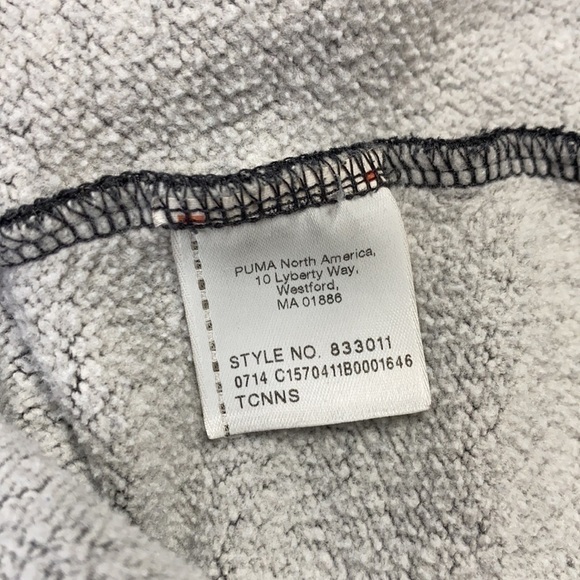 PUMA North America,
10 Lyberty Way,
Westford,
MA 01886
STYLE NO. 833011
0714 C1570411B0001646
TCNNS